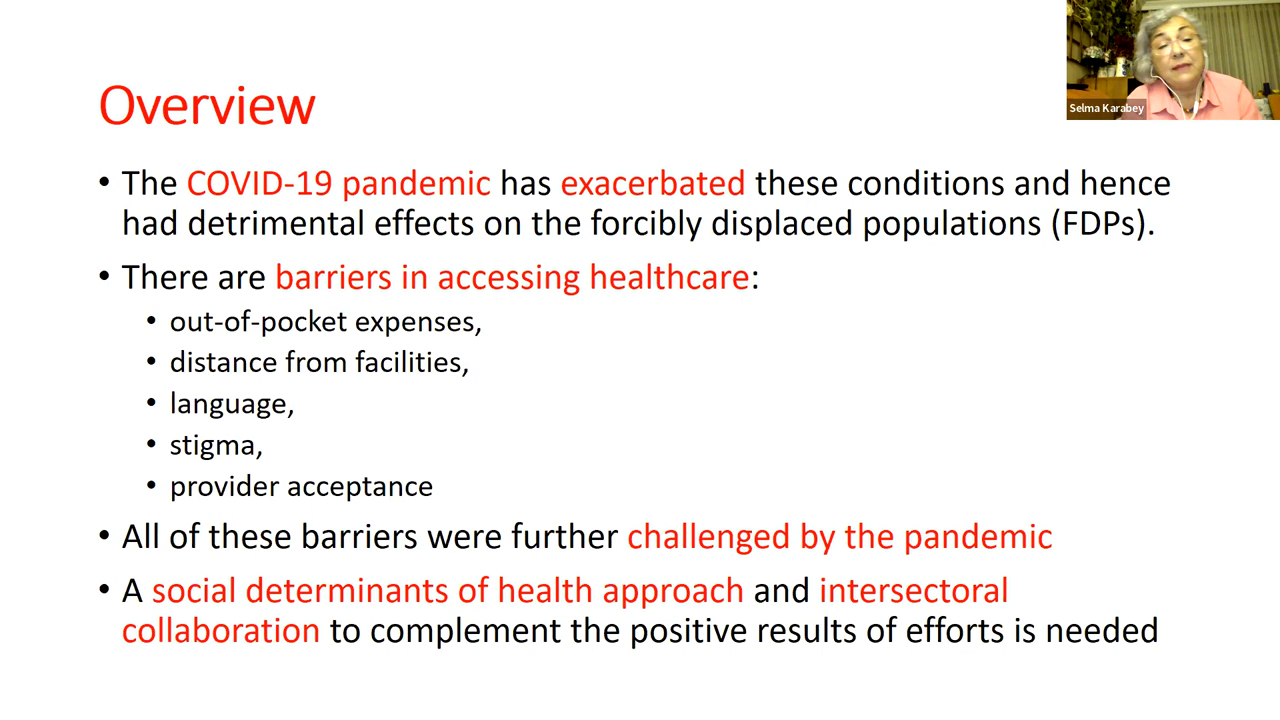 Selma Karabey
Overview
• The COVID-19 pandemic has exacerbated these conditions and hence
had detrimental effects on the forcibly displaced populations (FDPs).
• There are barriers in accessing healthcare:
• out-of-pocket expenses,
• distance from facilities,
• language,
• stigma,
• provider acceptance
• All of these barriers were further challenged by the pandemic
• A social determinants of health approach and intersectoral
collaboration to complement the positive results of efforts is needed